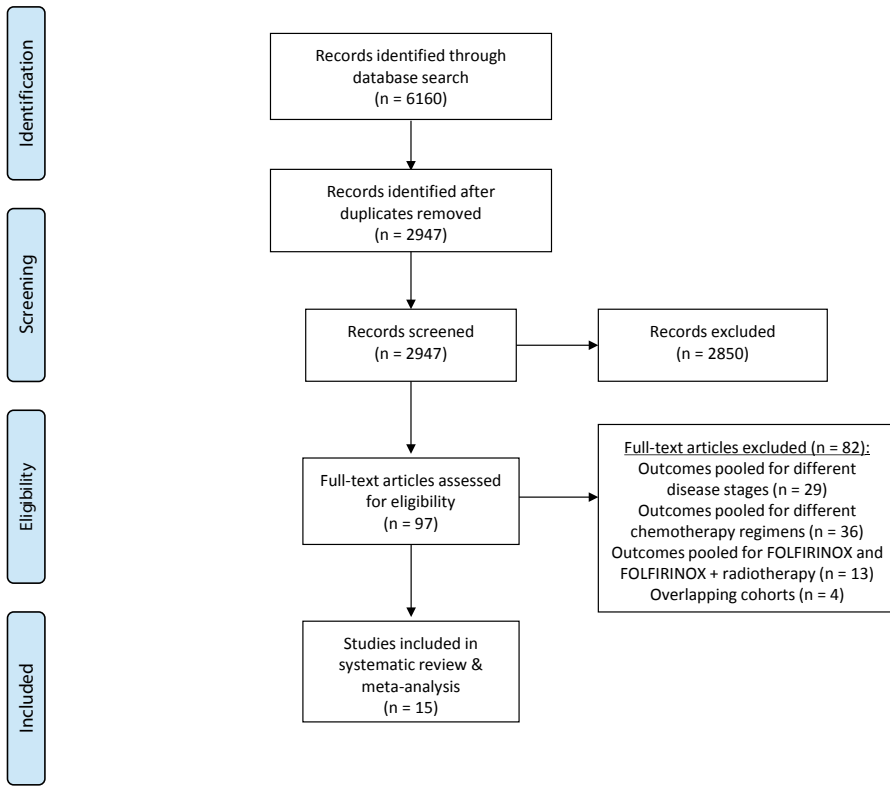 Identification
Records identified through
database search
(n = 6160)
Records identified after
duplicates removed
(n = 2947)
Screening
Records screened
(n = 2947)
Records excluded
(n = 2850)
Eligibility
Full-text articles assessed
for eligibility
(n = 97)
Full-text articles excluded (n = 82):
Outcomes pooled for different
disease stages (n = 29)
Outcomes pooled for different
chemotherapy regimens (n = 36)
Outcomes pooled for FOLFIRINOX and
FOLFIRINOX + radiotherapy (n = 13)
Overlapping cohorts (n = 4)
Included
Studies included in
systematic review &
meta-analysis
(n = 15)